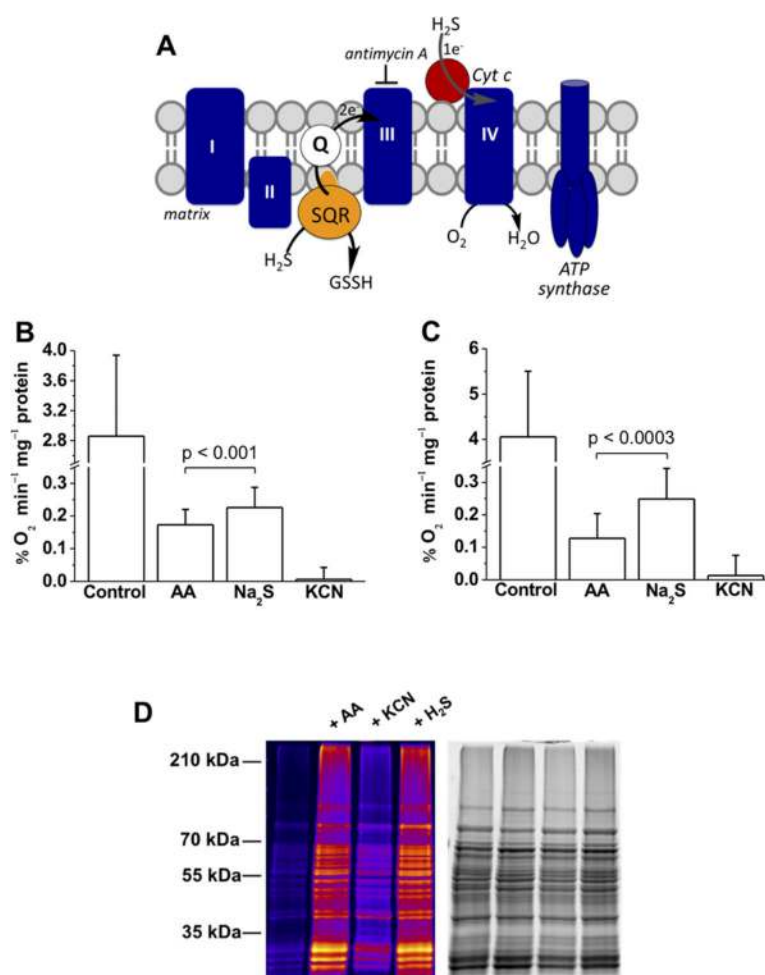 A
H₂S
antimycin A
1e⁻
Cyt c
2e⁻
I
II
Q
III
IV
matrix
SQR
H₂S
GSSH
O₂
H₂O
ATP
synthase
B
% O₂ min⁻¹ mg⁻¹ protein
4.0
3.6
2.8
0.3
0.2
0.1
0.0
p < 0.001
Control AA Na₂S KCN
C
% O₂ min⁻¹ mg⁻¹ protein
6
4
0.3
0.2
0.1
0.0
p < 0.0003
Control AA Na₂S KCN
D
+ AA
+ KCN
+ H₂S
210 kDa
70 kDa
55 kDa
35 kDa